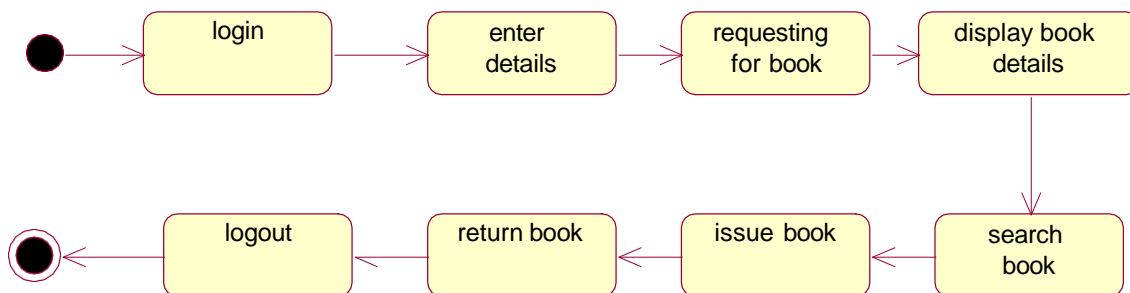 login
enter
details
requesting
for book
display book
details
logout
return book
issue book
search
book